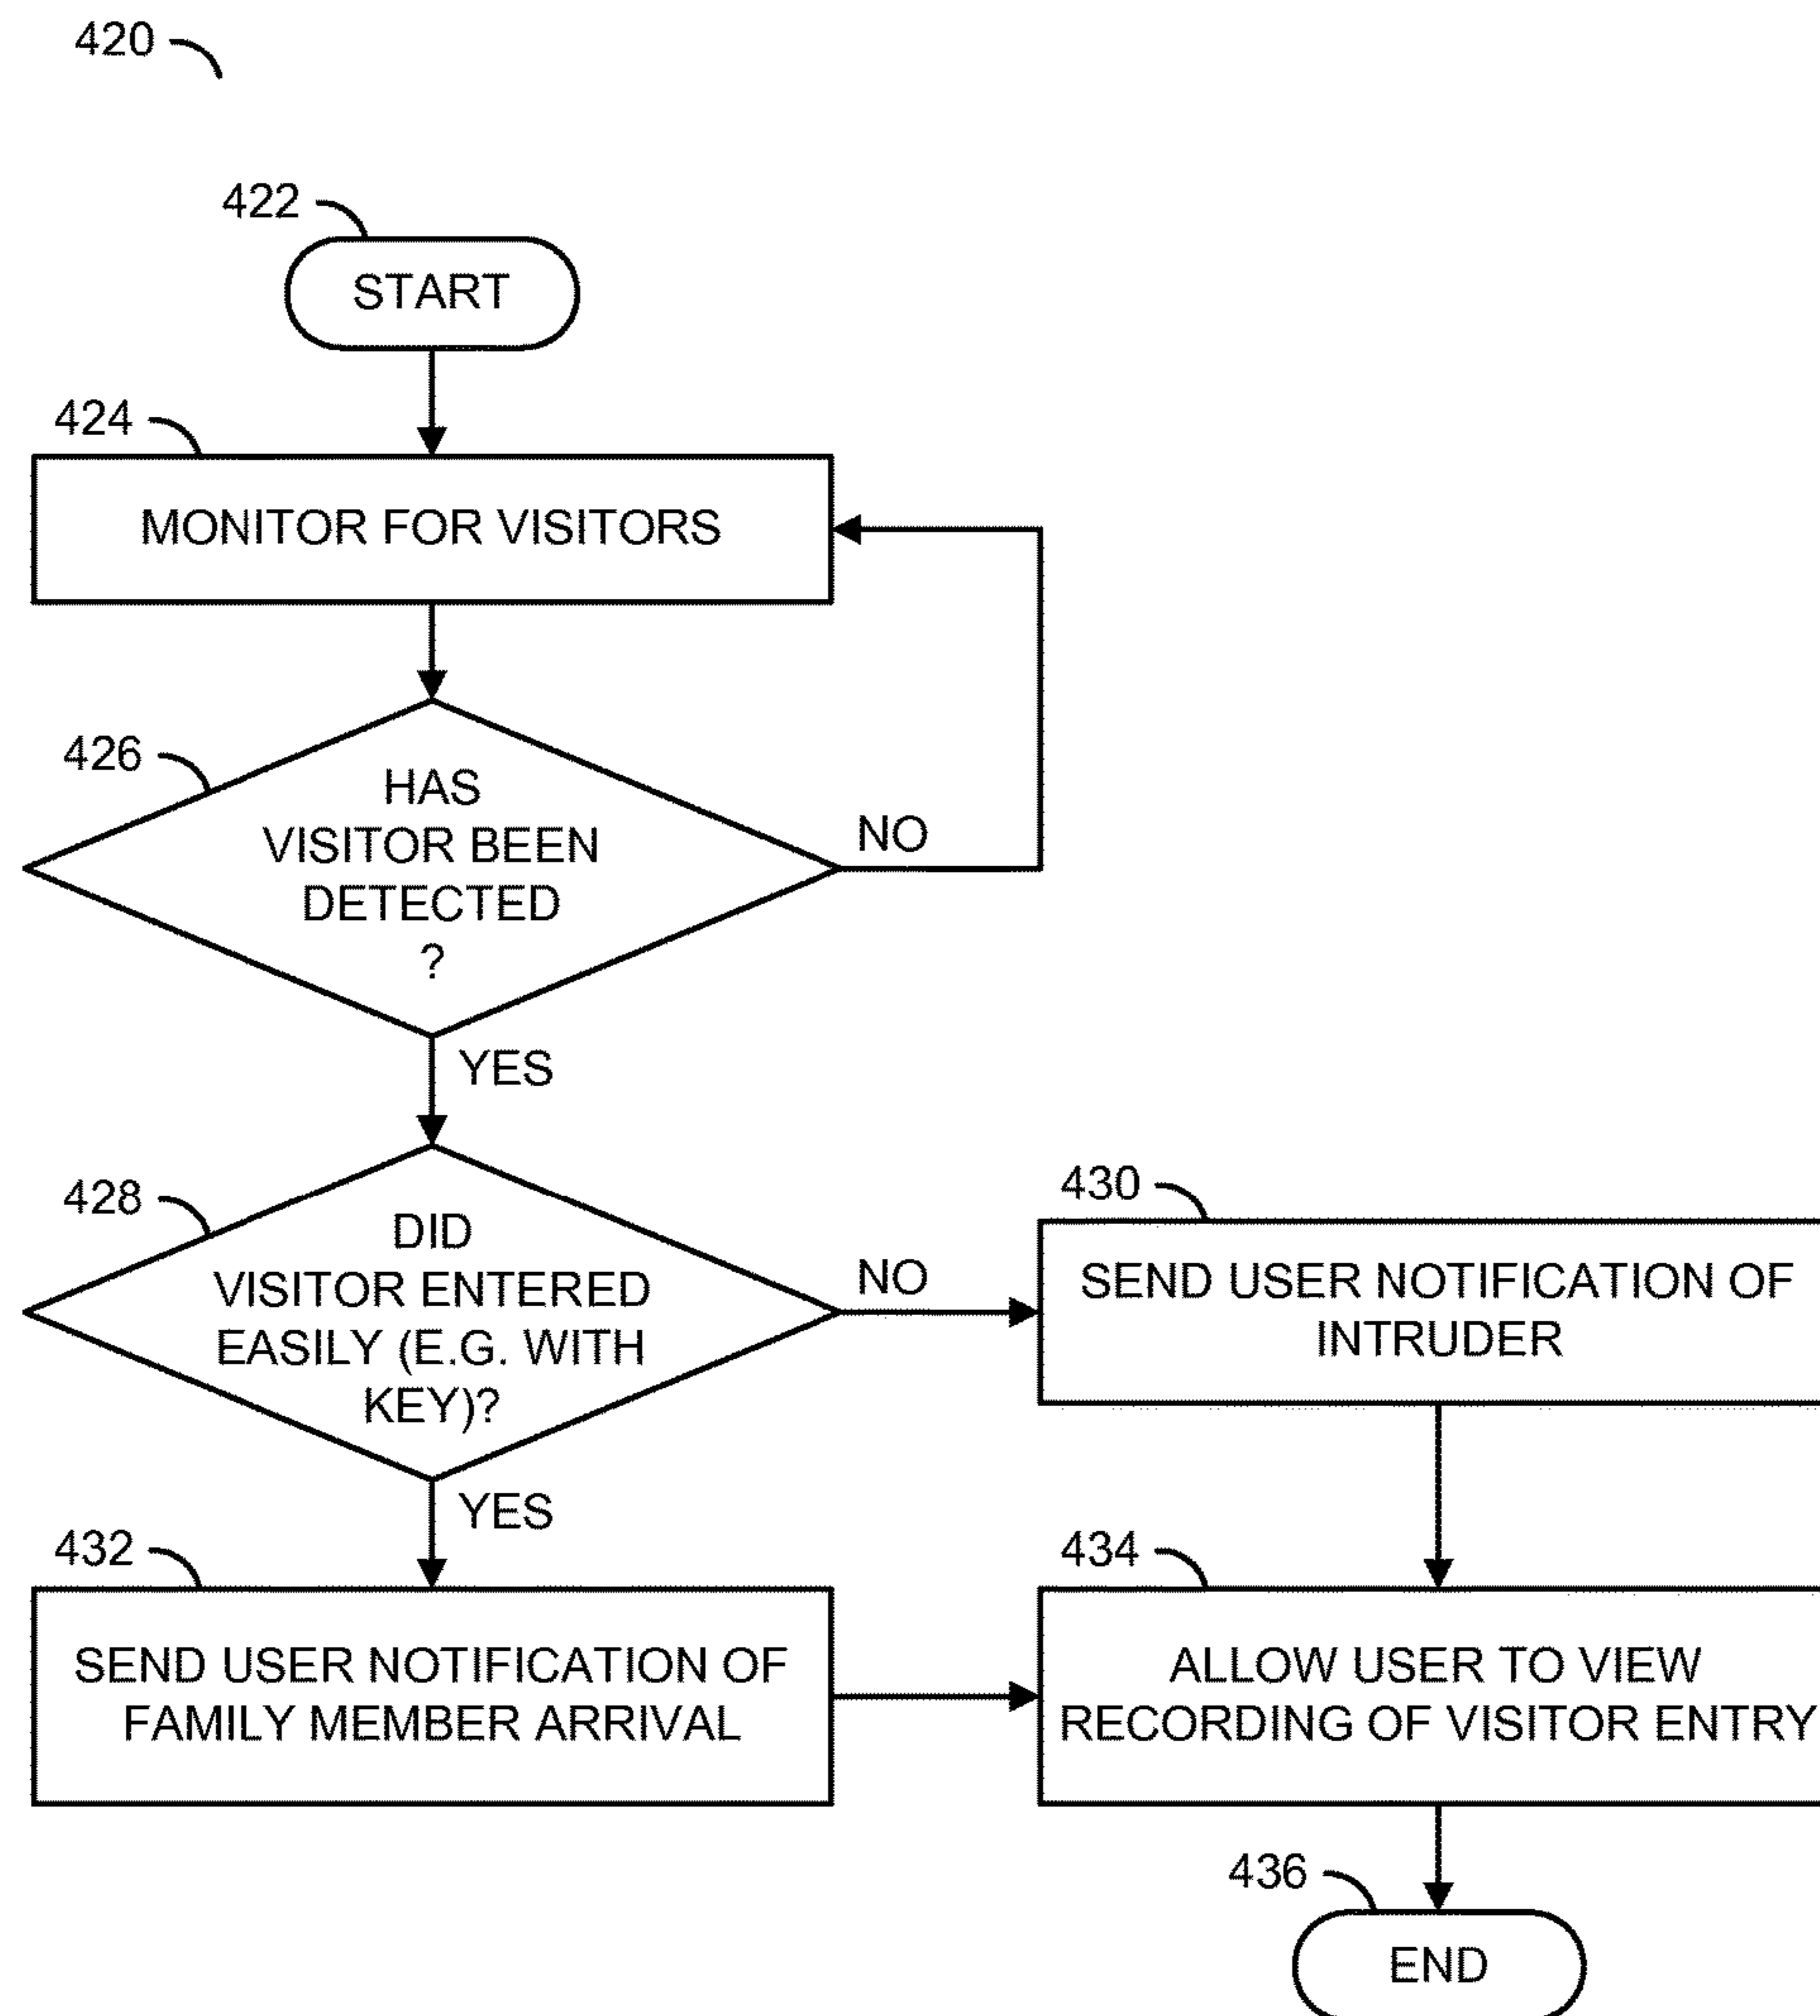 420
422
START
424
MONITOR FOR VISITORS
426
HAS
VISITOR BEEN
DETECTED
?
NO
YES
428
DID
VISITOR ENTERED
EASILY (E.G. WITH
KEY)?
NO
YES
430
SEND USER NOTIFICATION OF
INTRUDER
432
SEND USER NOTIFICATION OF
FAMILY MEMBER ARRIVAL
434
ALLOW USER TO VIEW
RECORDING OF VISITOR ENTRY
436
END